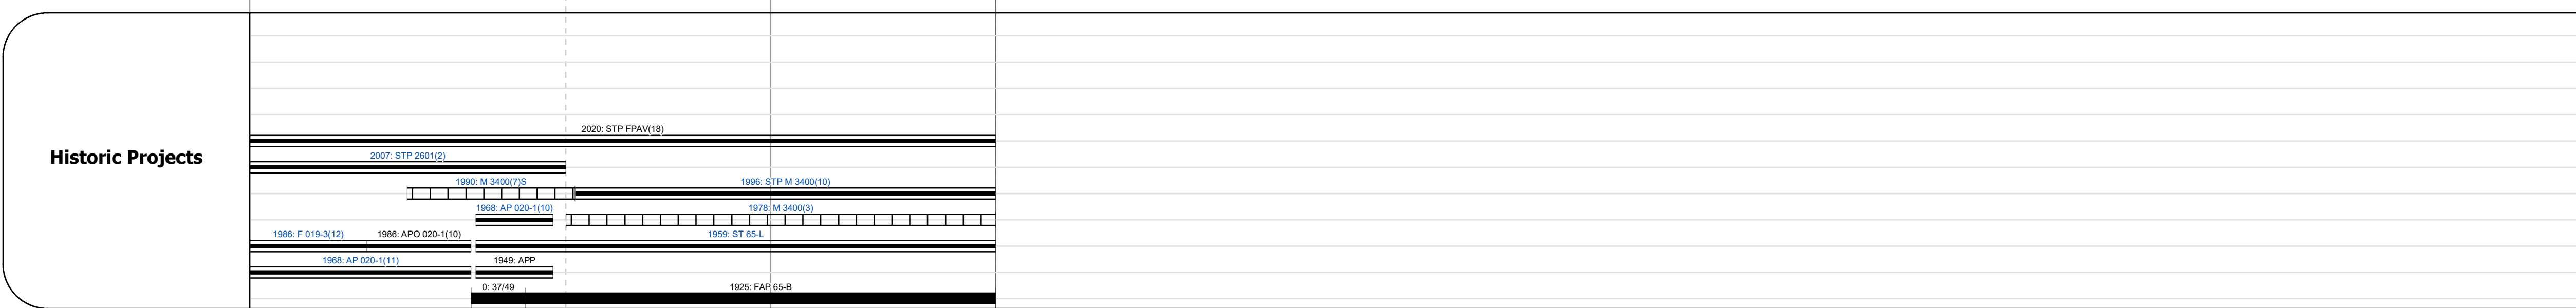 2020: STP FPAV(18)
Historic Projects
2007: STP 2601(2)
1990: M 3400(7)S 1996: STP M 3400(10)
1968: AP 020-1(10) 1978: M 3400(3)
1986: F 019-3(12) 1986: APO 020-1(10) 1959: ST 65-L
1968: AP 020-1(11) 1949: APP
0: 37/49 1925: FAP 65-B